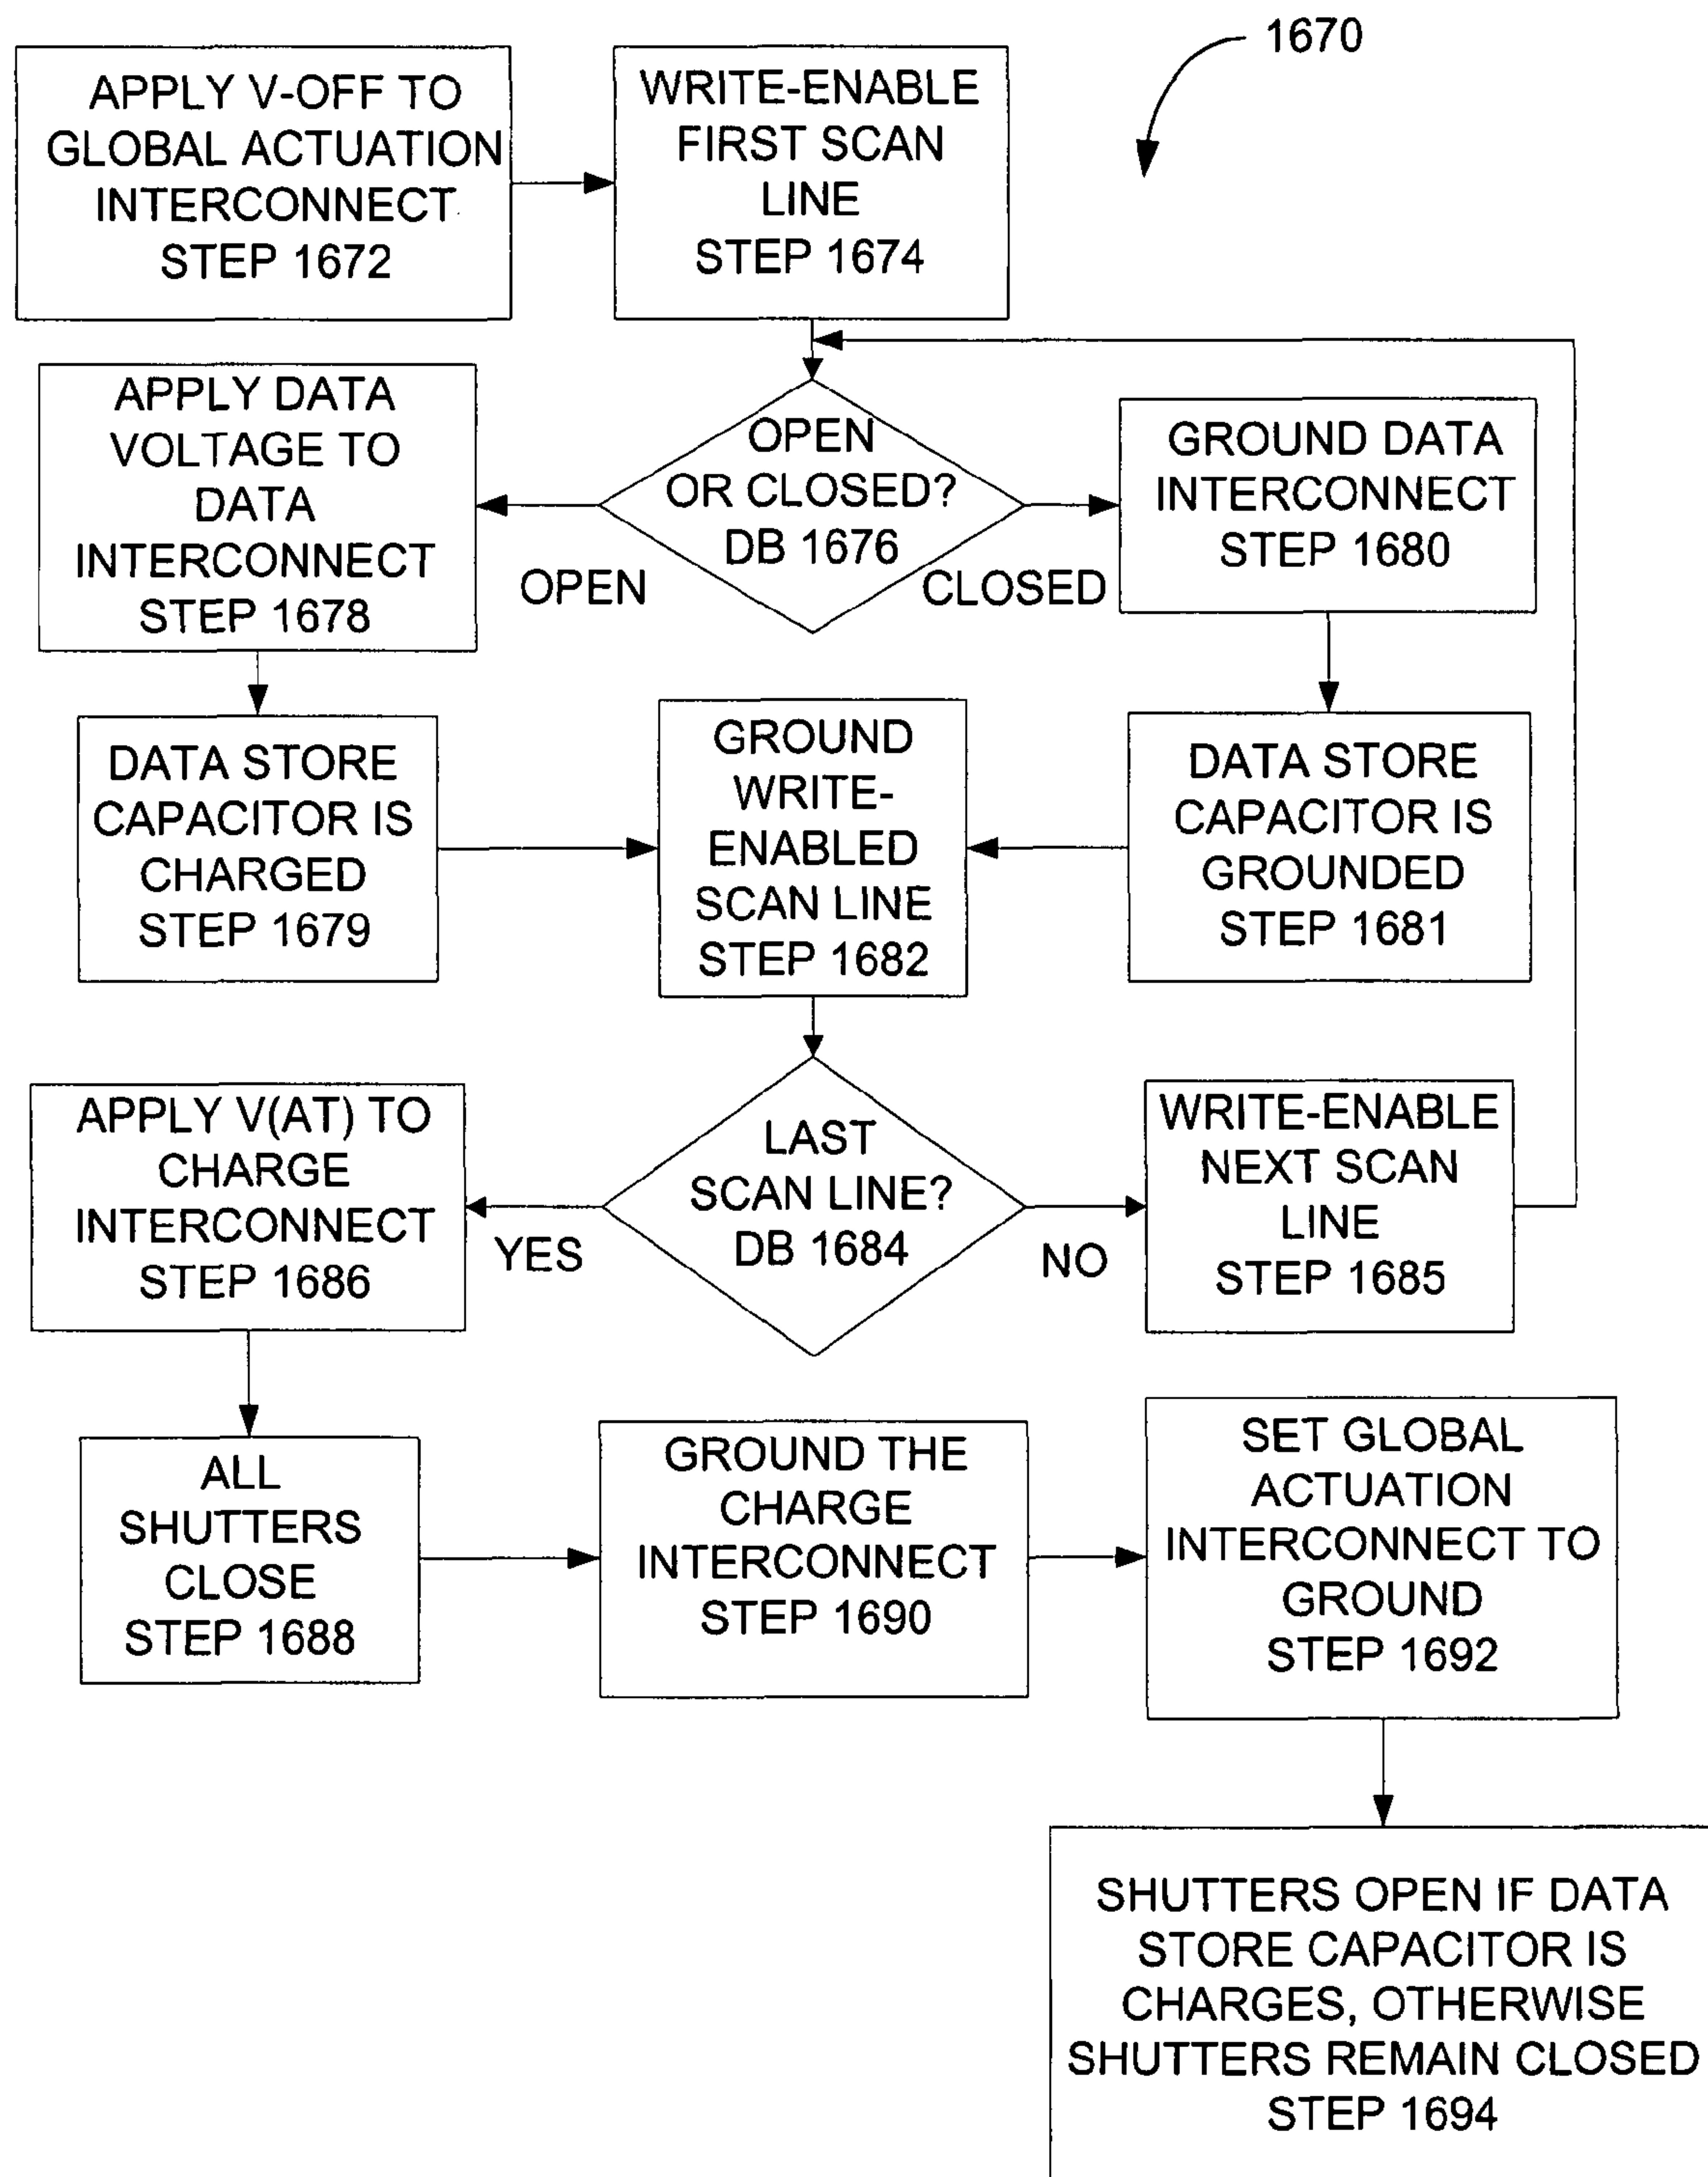 1670
APPLY V-OFF TO
GLOBAL ACTUATION
INTERCONNECT
STEP 1672
WRITE-ENABLE
FIRST SCAN
LINE
STEP 1674
OPEN
OR CLOSED?
DB 1676
OPEN
CLOSED
APPLY DATA
VOLTAGE TO
DATA
INTERCONNECT
STEP 1678
GROUND DATA
INTERCONNECT
STEP 1680
DATA STORE
CAPACITOR IS
CHARGED
STEP 1679
GROUND
WRITE-
ENABLED
SCAN LINE
STEP 1682
DATA STORE
CAPACITOR IS
GROUNDED
STEP 1681
LAST
SCAN LINE?
DB 1684
YES
NO
APPLY V(AT) TO
CHARGE
INTERCONNECT
STEP 1686
WRITE-ENABLE
NEXT SCAN
LINE
STEP 1685
ALL
SHUTTERS
CLOSE
STEP 1688
GROUND THE
CHARGE
INTERCONNECT
STEP 1690
SET GLOBAL
ACTUATION
INTERCONNECT TO
GROUND
STEP 1692
SHUTTERS OPEN IF DATA
STORE CAPACITOR IS
CHARGES, OTHERWISE
SHUTTERS REMAIN CLOSED
STEP 1694